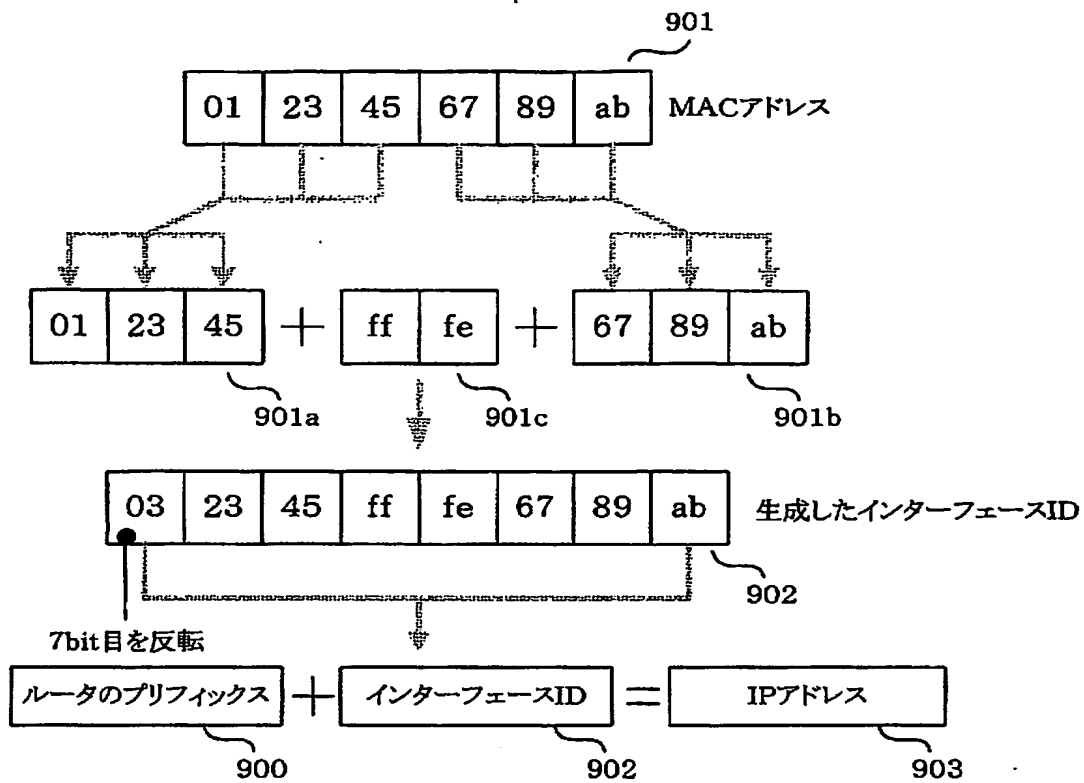 901
01 23 45 67 89 ab MACアドレス
01 23 45 + ff fe + 67 89 ab
901a 901c 901b
03 23 45 ff fe 67 89 ab 生成したインターフェースID
902
7bit目を反転
ルータのプリフィックス + インターフェースID = IPアドレス
900 902 903